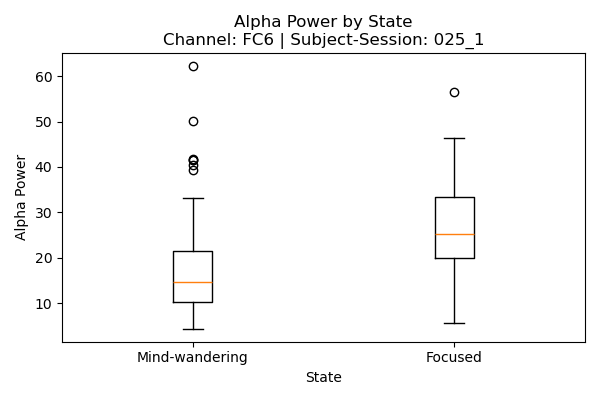 Alpha Power by State
Channel: FC6 | Subject-Session: 025_1
Alpha Power
60
50
40
30
20
10
Mind-wandering
Focused
State